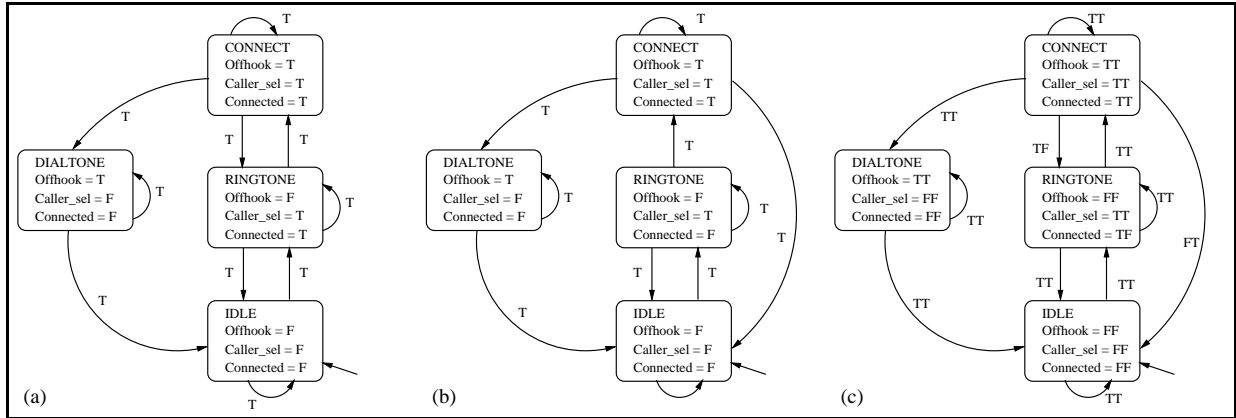 T
CONNECT
Offhook = T
Caller_sel = T
Connected = T
T
T
T
DIALTONE
Offhook = T
Caller_sel = F
Connected = F
T
RINGTONE
Offhook = F
Caller_sel = T
Connected = T
T
T
T
T
IDLE
Offhook = F
Caller_sel = F
Connected = F
T
(a)
T
CONNECT
Offhook = T
Caller_sel = T
Connected = T
T
T
DIALTONE
Offhook = T
Caller_sel = F
Connected = F
T
RINGTONE
Offhook = F
Caller_sel = T
Connected = F
T
T
T
T
T
IDLE
Offhook = F
Caller_sel = F
Connected = F
(b)
TT
CONNECT
Offhook = TT
Caller_sel = TT
Connected = TT
TT
TF
TT
DIALTONE
Offhook = TT
Caller_sel = FF
Connected = FF
TT
RINGTONE
Offhook = FF
Caller_sel = TT
Connected = TF
TT
FT
TT
TT
TT
IDLE
Offhook = FF
Caller_sel = FF
Connected = FF
TT
(c)